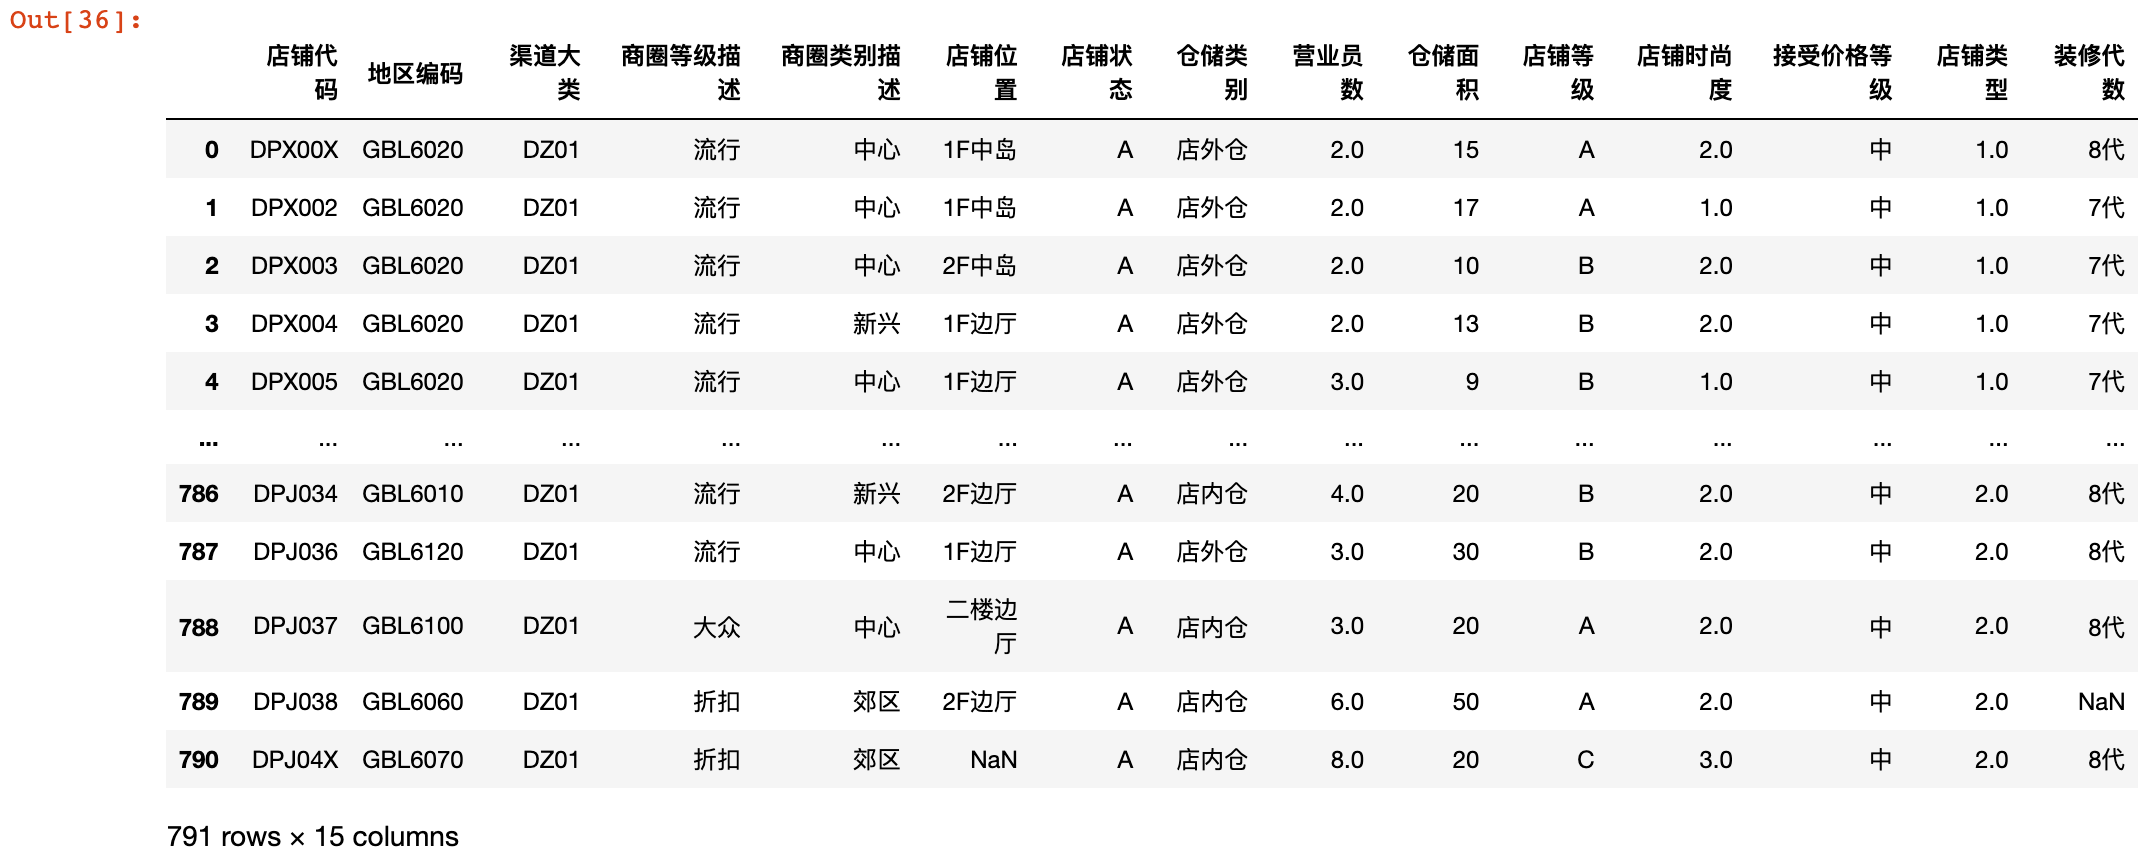 Out[36]:
店铺代码 地区编码 渠道大类 商圈等级描述 商圈类别描述 店铺位置 店铺状态 仓储类别 营业员数 仓储面积 店铺等级 店铺时尚度 接受价格等级 店铺类型 装修代数
0 DPX00X GBL6020 DZ01 流行 中心 1F中岛 A 店外仓 2.0 15 A 2.0 中 1.0 8代
1 DPX002 GBL6020 DZ01 流行 中心 1F中岛 A 店外仓 2.0 17 A 1.0 中 1.0 7代
2 DPX003 GBL6020 DZ01 流行 中心 2F中岛 A 店外仓 2.0 10 B 2.0 中 1.0 7代
3 DPX004 GBL6020 DZ01 流行 新兴 1F边厅 A 店外仓 2.0 13 B 2.0 中 1.0 7代
4 DPX005 GBL6020 DZ01 流行 中心 1F边厅 A 店外仓 3.0 9 B 1.0 中 1.0 7代
... ... ... ... ... ... ... ... ... ... ... ... ... ... ... ...
786 DPJ034 GBL6010 DZ01 流行 新兴 2F边厅 A 店内仓 4.0 20 B 2.0 中 2.0 8代
787 DPJ036 GBL6120 DZ01 流行 中心 1F边厅 A 店外仓 3.0 30 B 2.0 中 2.0 8代
788 DPJ037 GBL6100 DZ01 大众 中心 二楼边厅 A 店内仓 3.0 20 A 2.0 中 2.0 8代
789 DPJ038 GBL6060 DZ01 折扣 郊区 2F边厅 A 店内仓 6.0 50 A 2.0 中 2.0 NaN
790 DPJ04X GBL6070 DZ01 折扣 郊区 NaN A 店内仓 8.0 20 C 3.0 中 2.0 8代
791 rows × 15 columns